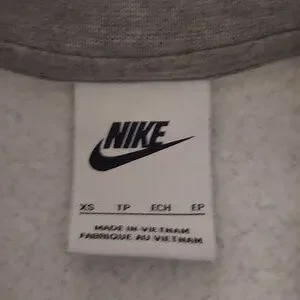 NIKE
XS TP ECH EP
MADE IN VIETNAM
FABRIQUE AU VIETNAM